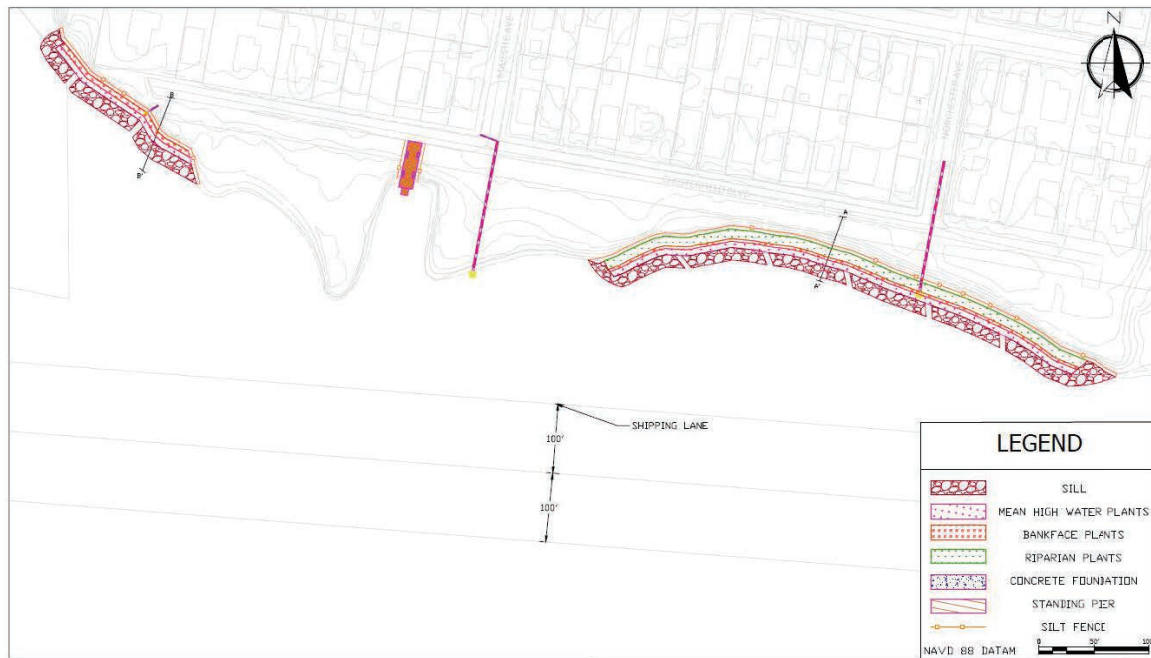 N
B
B'
A
A'
SHIPPING LANE
100'
100'
LEGEND
SILL
MEAN HIGH WATER PLANTS
BANKFACE PLANTS
RIPARIAN PLANTS
CONCRETE FOUNDATION
STANDING PIER
SILT FENCE
NAVD 88 DATAM
0 50' 100